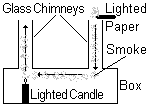 Glass Chimneys
Lighted
Paper
Smoke
Box
Lighted Candle